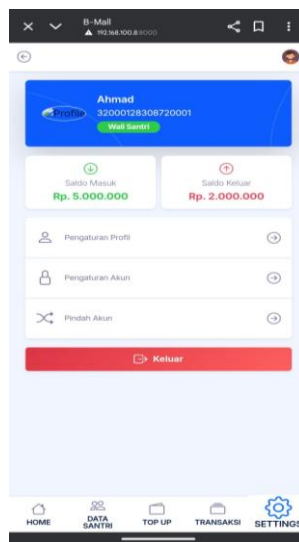 B-Mall
192.168.100.8:8000
Profile
Ahmad
32000128308720001
Wali Santri
Saldo Masuk
Rp. 5.000.000
Saldo Keluar
Rp. 2.000.000
Pengaturan Profil
Pengaturan Akun
Pindah Akun
Keluar
HOME
DATA
SANTRI
TOP UP
TRANSAKSI
SETTINGS